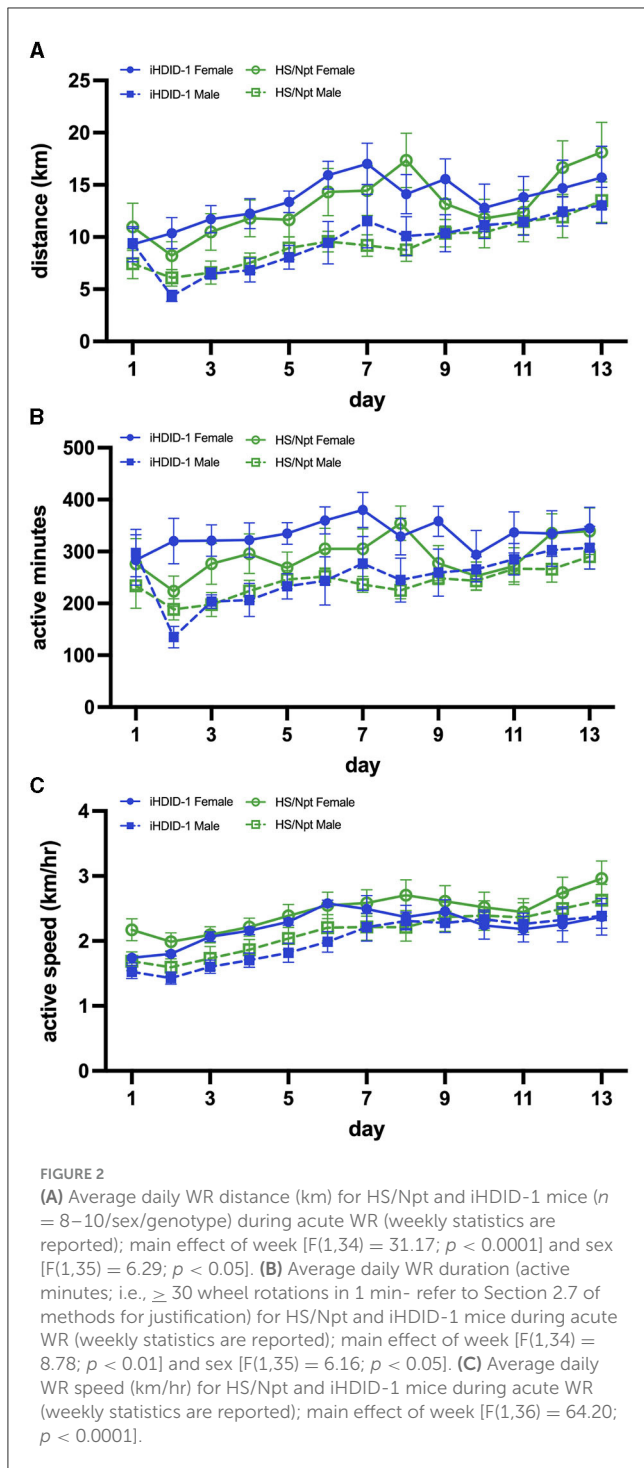 A
iHDID-1 Female
HS/Npt Female
iHDID-1 Male
HS/Npt Male
25
20
15
10
5
0
distance (km)
1 3 5 7 9 11 13
day
B
iHDID-1 Female
HS/Npt Female
iHDID-1 Male
HS/Npt Male
500
400
300
200
100
0
active minutes
1 3 5 7 9 11 13
day
C
iHDID-1 Female
HS/Npt Female
iHDID-1 Male
HS/Npt Male
4
3
2
1
0
active speed (km/hr)
1 3 5 7 9 11 13
day
FIGURE 2
(A) Average daily WR distance (km) for HS/Npt and iHDID-1 mice (n
= 8–10/sex/genotype) during acute WR (weekly statistics are
reported); main effect of week [F(1,34) = 31.17; p < 0.0001] and sex
[F(1,35) = 6.29; p < 0.05]. (B) Average daily WR duration (active
minutes; i.e., ≥ 30 wheel rotations in 1 min- refer to Section 2.7 of
methods for justification) for HS/Npt and iHDID-1 mice during acute
WR (weekly statistics are reported); main effect of week [F(1,34) =
8.78; p < 0.01] and sex [F(1,35) = 6.16; p < 0.05]. (C) Average daily
WR speed (km/hr) for HS/Npt and iHDID-1 mice during acute WR
(weekly statistics are reported); main effect of week [F(1,36) = 64.20;
p < 0.0001].